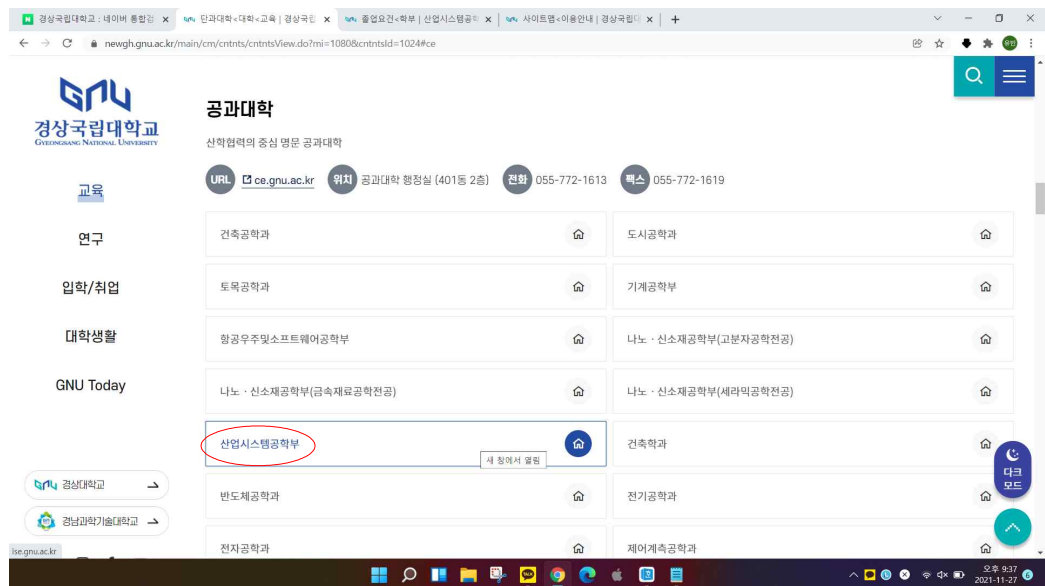 경상국립대학교 : 네이버 통합검
단과대학<대학<교육 | 경상국립
졸업요건<학부 | 산업시스템공학
사이트맵<이용안내 | 경상국립대
newgh.gnu.ac.kr/main/cm/cntnts/cntntsView.do?mi=1080&cntntsId=1024#ce
GNU
경상국립대학교
GYEONGSANG NATIONAL UNIVERSITY
교육
연구
입학/취업
대학생활
GNU Today
GNU 경상대학교
경남과학기술대학교
공과대학
산학협력의 중심 명문 공과대학
URL ce.gnu.ac.kr 위치 공과대학 행정실 (401동 2층) 전화 055-772-1613 팩스 055-772-1619
건축공학과
도시공학과
토목공학과
기계공학부
항공우주및소프트웨어공학부
나노 · 신소재공학부(고분자공학전공)
나노 · 신소재공학부(금속재료공학전공)
나노 · 신소재공학부(세라믹공학전공)
산업시스템공학부
새 창에서 열림
건축학과
반도체공학과
전기공학과
전자공학과
제어계측공학과
다크
모드
ise.gnu.ac.kr
오후 9:37
2021-11-27